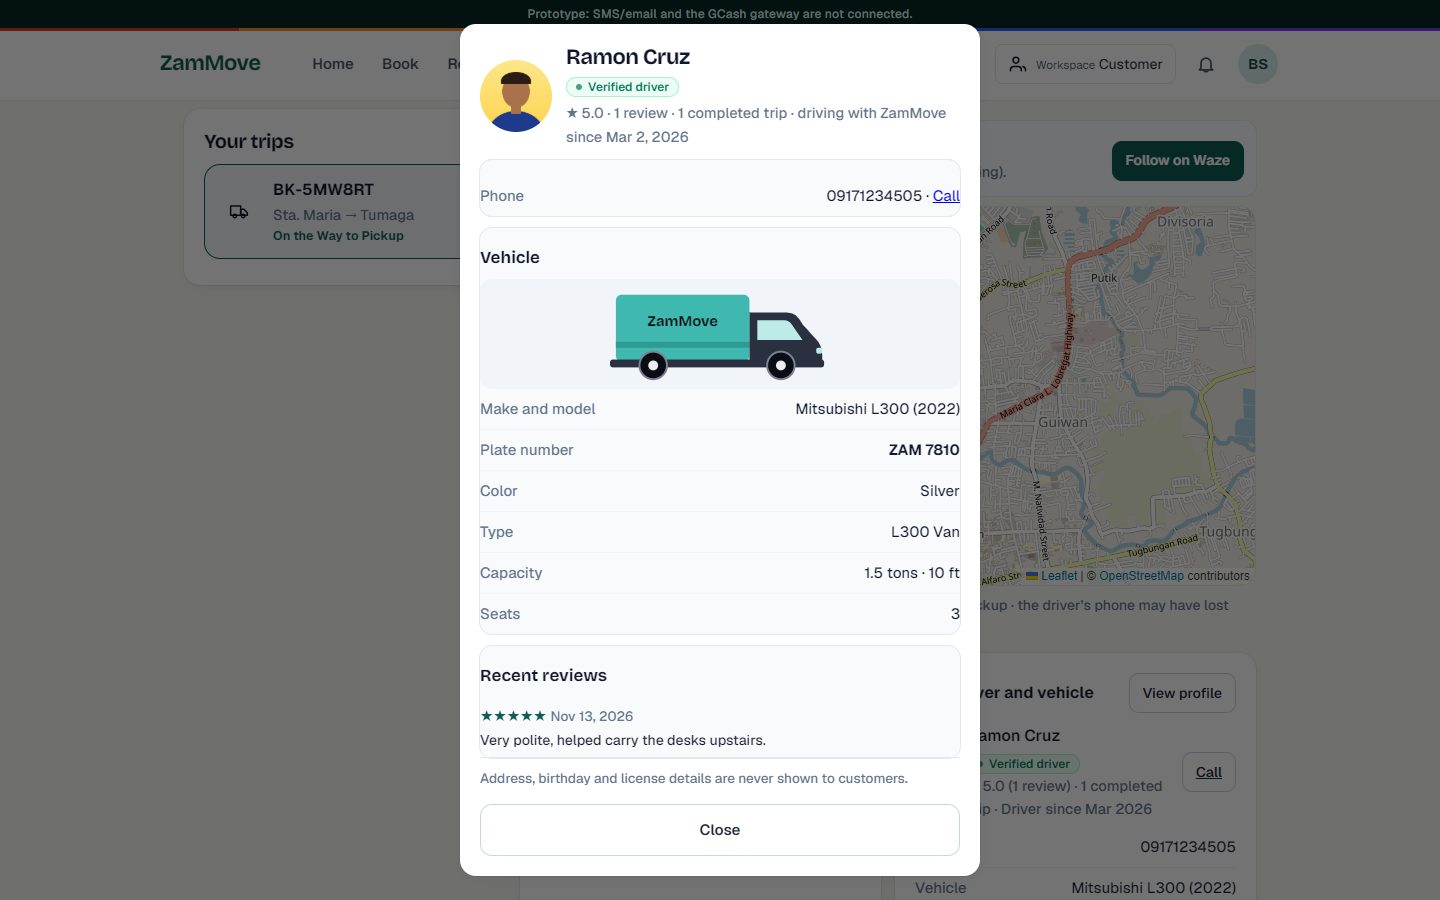 Prototype: SMS/email and the GCash gateway are not connected.
ZamMove
Home
Book
Workspace Customer
BS
Your trips
BK-5MW8RT
Sta. Maria → Tumaga
On the Way to Pickup
Ramon Cruz
Verified driver
★ 5.0 · 1 review · 1 completed trip · driving with ZamMove
since Mar 2, 2026
Phone
09171234505 · Call
Vehicle
ZamMove
Make and model
Mitsubishi L300 (2022)
Plate number
ZAM 7810
Color
Silver
Type
L300 Van
Capacity
1.5 tons · 10 ft
Seats
3
Recent reviews
★★★★★ Nov 13, 2026
Very polite, helped carry the desks upstairs.
Address, birthday and license details are never shown to customers.
Close
Follow on Waze
Divisoria
Putik
Maria Clara L. Lobregat Highway
Guiwan
M. Natividad Street
Tugbungan Road
Alfaro
Leaflet | © OpenStreetMap contributors
· the driver's phone may have lost
and vehicle
View profile
Cruz
Verified driver
5.0 (1 review) · 1 completed
· Driver since Mar 2026
Call
09171234505
Vehicle
Mitsubishi L300 (2022)